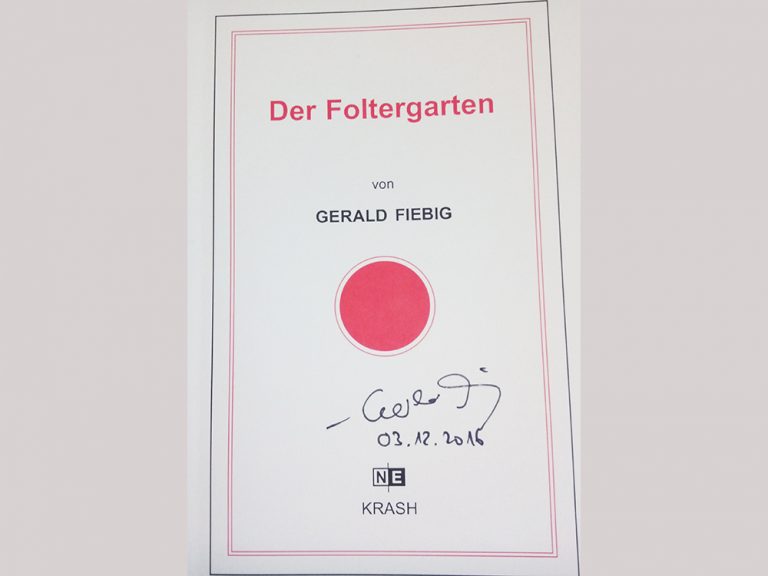 Der Foltergarten
von
GERALD FIEBIG
03.12.2016
NE
KRASH